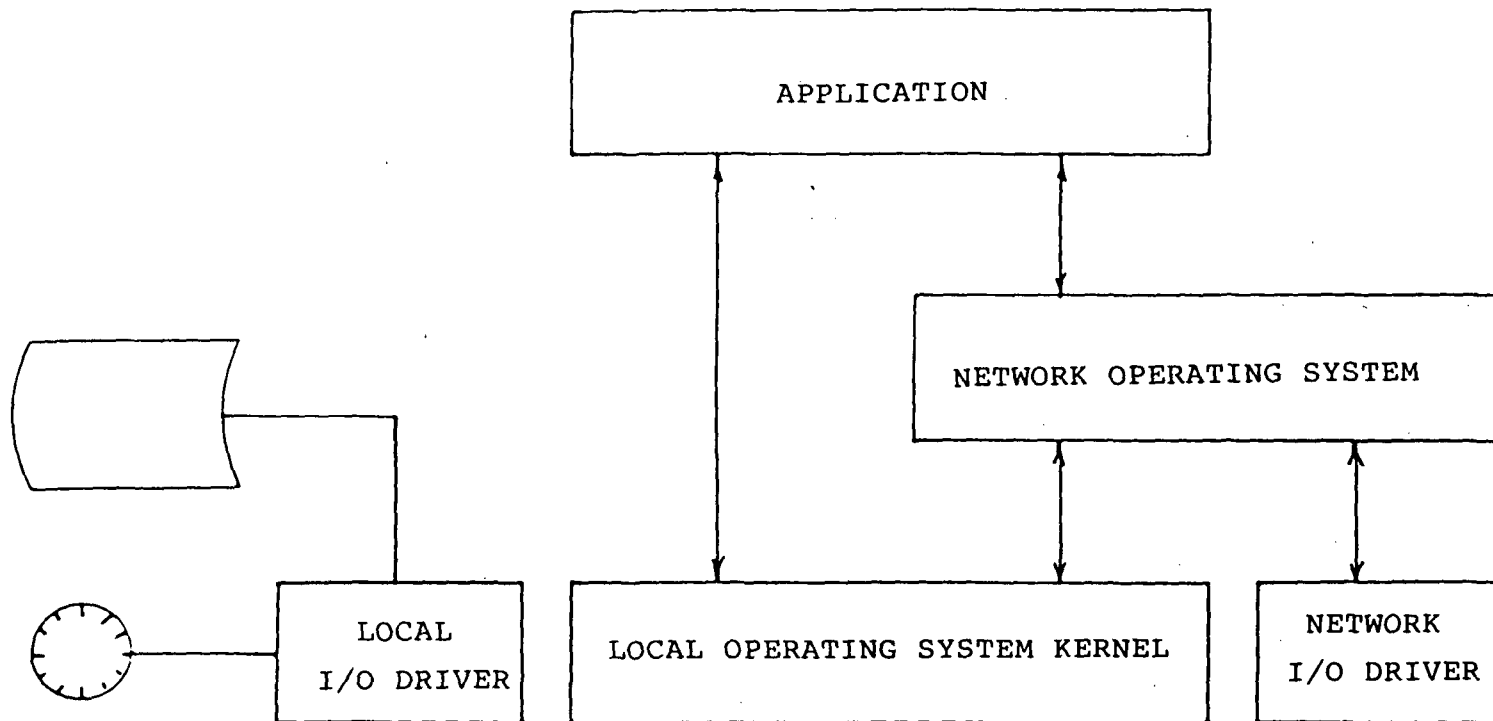 APPLICATION
NETWORK OPERATING SYSTEM
LOCAL
I/O DRIVER
LOCAL OPERATING SYSTEM KERNEL
NETWORK
I/O DRIVER